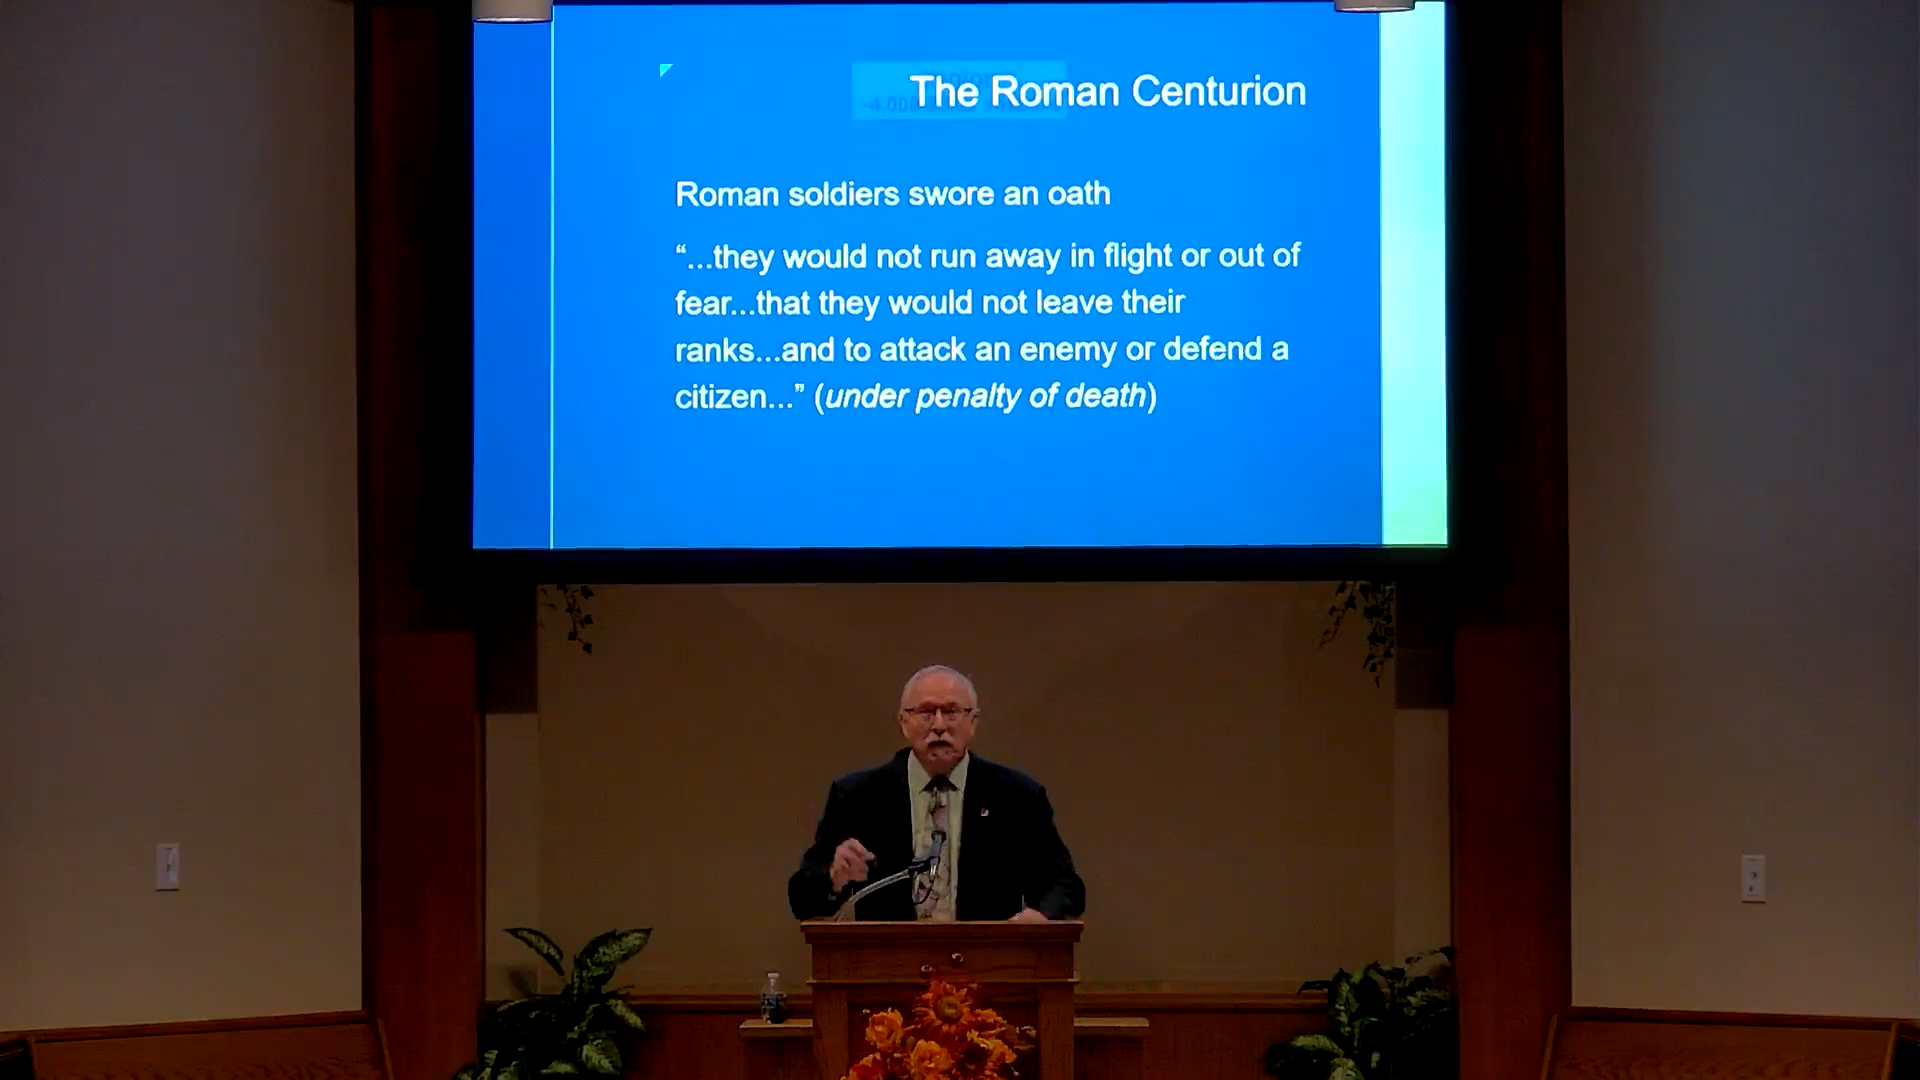 The Roman Centurion
Roman soldiers swore an oath
“...they would not run away in flight or out of
fear...that they would not leave their
ranks...and to attack an enemy or defend a
citizen...” (under penalty of death)